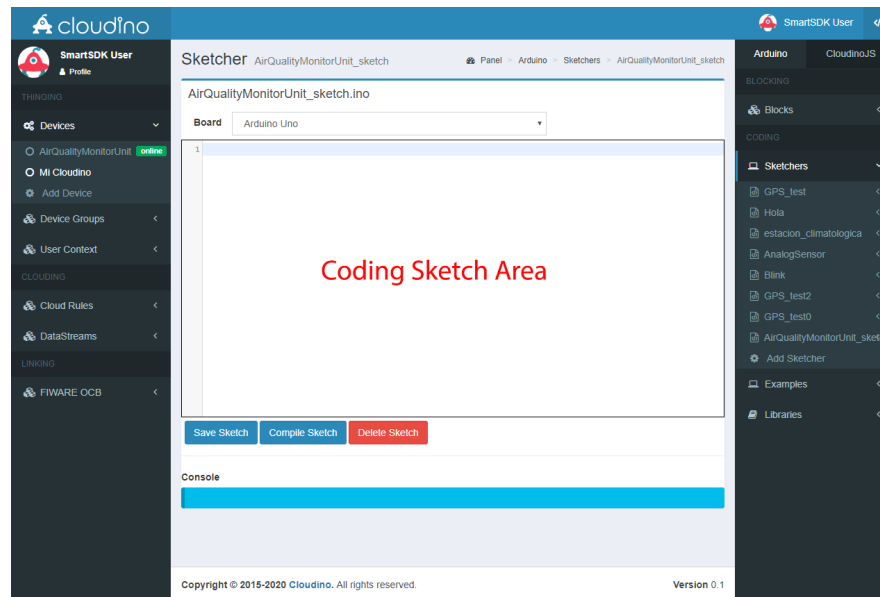 cloudino
SmartSDK User
SmartSDK User
Profile
THINGING
Devices
AirQualityMonitorUnit online
Mi Cloudino
Add Device
Device Groups
User Context
CLOUDING
Cloud Rules
DataStreams
LINKING
FIWARE OCB
Sketcher AirQualityMonitorUnit_sketch
Panel > Arduino > Sketchers > AirQualityMonitorUnit_sketch
AirQualityMonitorUnit_sketch.ino
Board Arduino Uno
1
Coding Sketch Area
Save Sketch Compile Sketch Delete Sketch
Console
Copyright © 2015-2020 Cloudino. All rights reserved.
Version 0.1
Arduino CloudinoJS
BLOCKING
Blocks
CODING
Sketchers
GPS_test
Hola
estacion_climatologica
AnalogSensor
Blink
GPS_test2
GPS_test0
AirQualityMonitorUnit_sket
Add Sketcher
Examples
Libraries